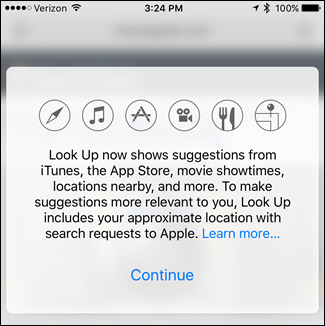 Verizon 3:24 PM 100%
Look Up now shows suggestions from
iTunes, the App Store, movie showtimes,
locations nearby, and more. To make
suggestions more relevant to you, Look Up
includes your approximate location with
search requests to Apple. Learn more...
Continue